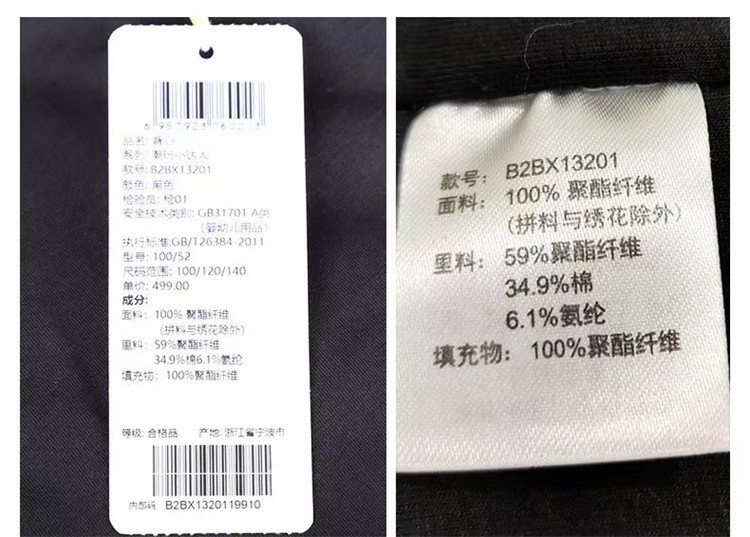 品名: 背心
系列: 潮玩小达人
款号: B2BX13201
颜色: 黑色
检验员: 检01
安全技术类别: GB31701 A类
(婴幼儿用品)
执行标准:GB/T26384-2011
型号: 100/52
尺码范围: 100/120/140
单价: 499.00
成分:
面料: 100% 聚酯纤维
(拼料与绣花除外)
里料: 59%聚酯纤维
34.9%棉6.1%氨纶
填充物: 100%聚酯纤维
等级: 合格品 产地: 浙江省宁波市
内部码 B2BX1320119910
款号: B2BX13201
面料: 100% 聚酯纤维
(拼料与绣花除外)
里料: 59%聚酯纤维
34.9%棉
6.1%氨纶
填充物: 100%聚酯纤维